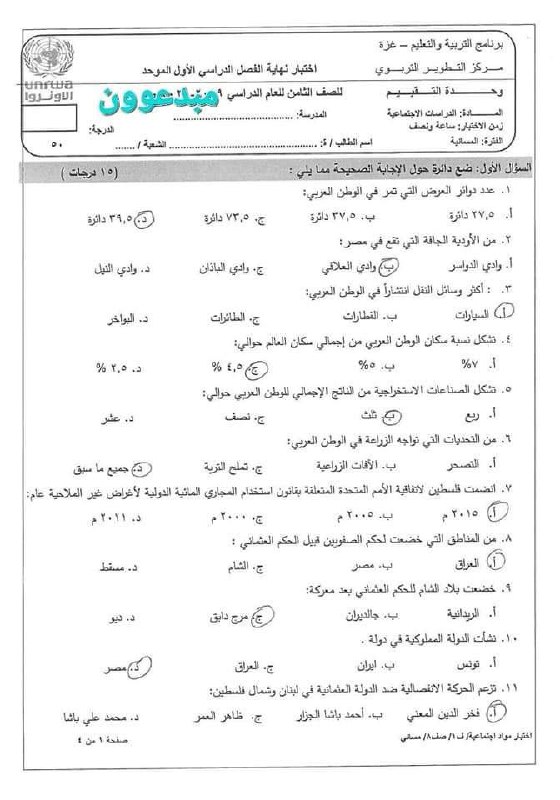 برنامج التربية والتعليم – غزة
مركز التطوير التربوي
وحدة التقييم
المادة: الدراسات الاجتماعية
زمن الاختبار: ساعة ونصف
الفترة: المسائية
اختبار نهاية الفصل الدراسي الأول الموحد
للصف الثامن للعام الدراسي
المدرسة:
اسم الطالب / ة: الشعبة /
مبدعوون
unrwa
الأونروا
الدرجة:
٥٠
السؤال الأول: ضع دائرة حول الإجابة الصحيحة مما يلي : (١٥ درجات)
١. عدد دوائر العرض التي تمر في الوطن العربي:
أ. ٢٧,٥ دائرة ب. ٣٧,٥ دائرة ج. ٧٣,٥ دائرة د. ٣٩,٥ دائرة
٢. من الأودية الجافة التي تقع في مصر:
أ. وادي الدواسر ب. وادي العلاقي ج. وادي الباذان د. وادي النيل
٣. : أكثر وسائل النقل انتشاراً في الوطن العربي:
أ. السيارات ب. القطارات ج. الطائرات د. البواخر
٤. تشكل نسبة سكان الوطن العربي من إجمالي سكان العالم حوالي:
أ. ٧% ب. ٥% ج. ٤,٥ % د. ٢,٥ %
٥. تشكل الصناعات الاستخراجية من الناتج الإجمالي للوطن العربي حوالي:
أ. ربع ب. ثلث ج. نصف د. عشر
٦. من التحديات التي تواجه الزراعة في الوطن العربي:
أ. التصحر ب. الآفات الزراعية ج. تملح التربة د. جميع ما سبق
٧. انضمت فلسطين لاتفاقية الأمم المتحدة المتعلقة بقانون استخدام المجاري المائية الدولية لأغراض غير الملاحية عام:
أ. ٢٠١٥ م ب. ٢٠٠٥ م ج. ٢٠٠٠ م د. ٢٠١١ م
٨. من المناطق التي خضعت لحكم الصفويين قبيل الحكم العثماني :
أ. العراق ب. مصر ج. الشام د. مسقط
٩. خضعت بلاد الشام للحكم العثماني بعد معركة:
أ. الريدانية ب. جالديران ج. مرج دابق د. ديو
١٠. نشأت الدولة المملوكية في دولة .
أ. تونس ب. ايران ج. العراق د. مصر
١١. تزعم الحركة الانفصالية ضد الدولة العثمانية في لبنان وشمال فلسطين:
أ. فخر الدين المعني ب. أحمد باشا الجزار ج. ظاهر العمر د. محمد علي باشا
اختبار مواد اجتماعية/ ف١/ صف٨/ مسائي صفحة ١ من ٤